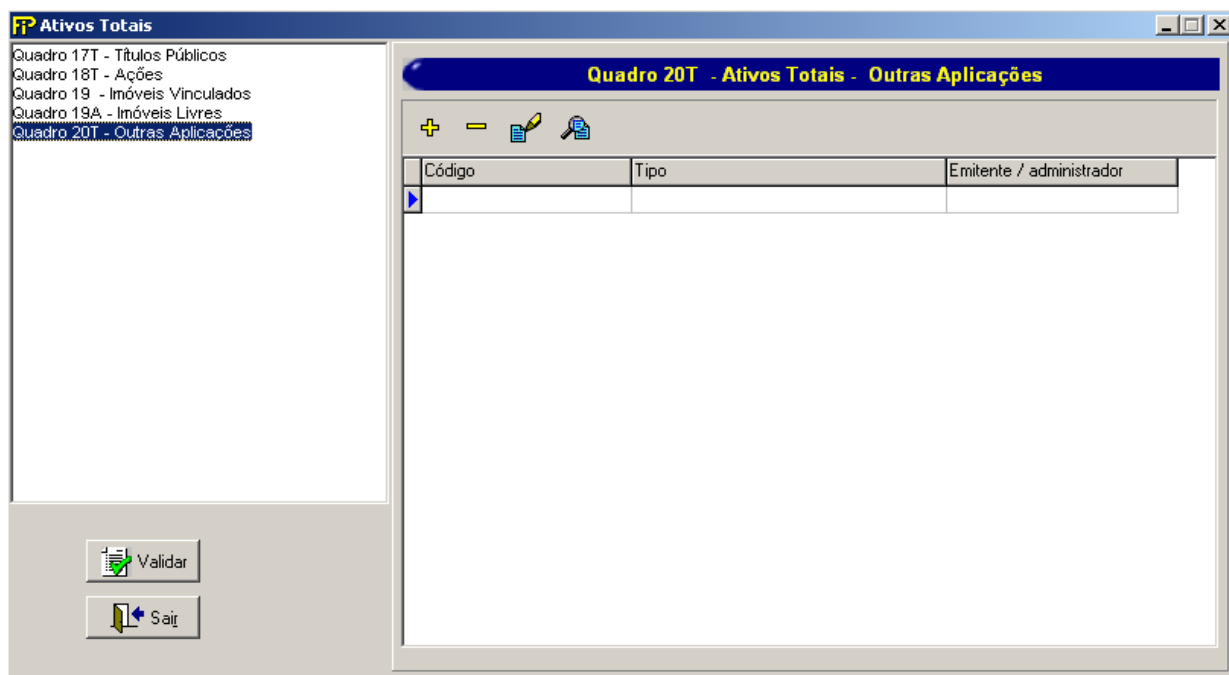 FiP Ativos Totais
Quadro 17T - Títulos Públicos
Quadro 18T - Ações
Quadro 19 - Imóveis Vinculados
Quadro 19A - Imóveis Livres
Quadro 20T - Outras Aplicações
Quadro 20T - Ativos Totais - Outras Aplicações
Código Tipo Emitente / administrador
Validar
Sair